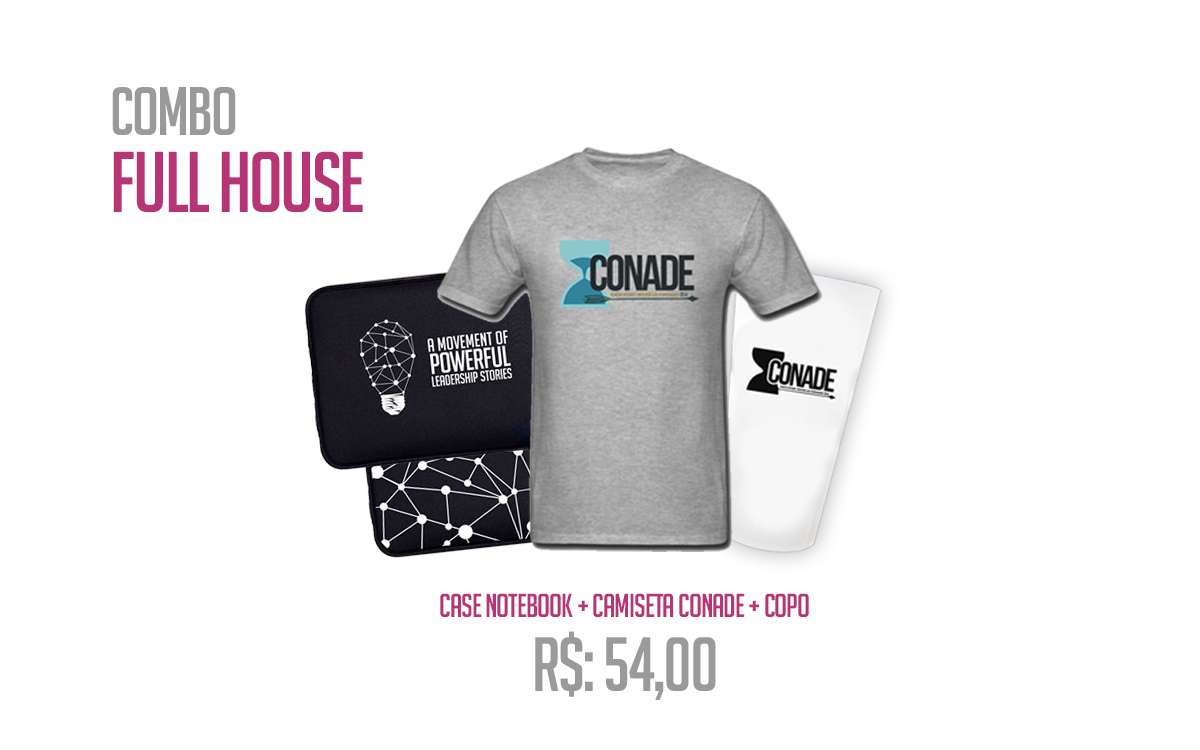 COMBO
FULL HOUSE
A MOVEMENT OF
POWERFUL
LEADERSHIP STORIES
CONADE
CONADE
CASE NOTEBOOK + CAMISETA CONADE + COPO
R$: 54,00